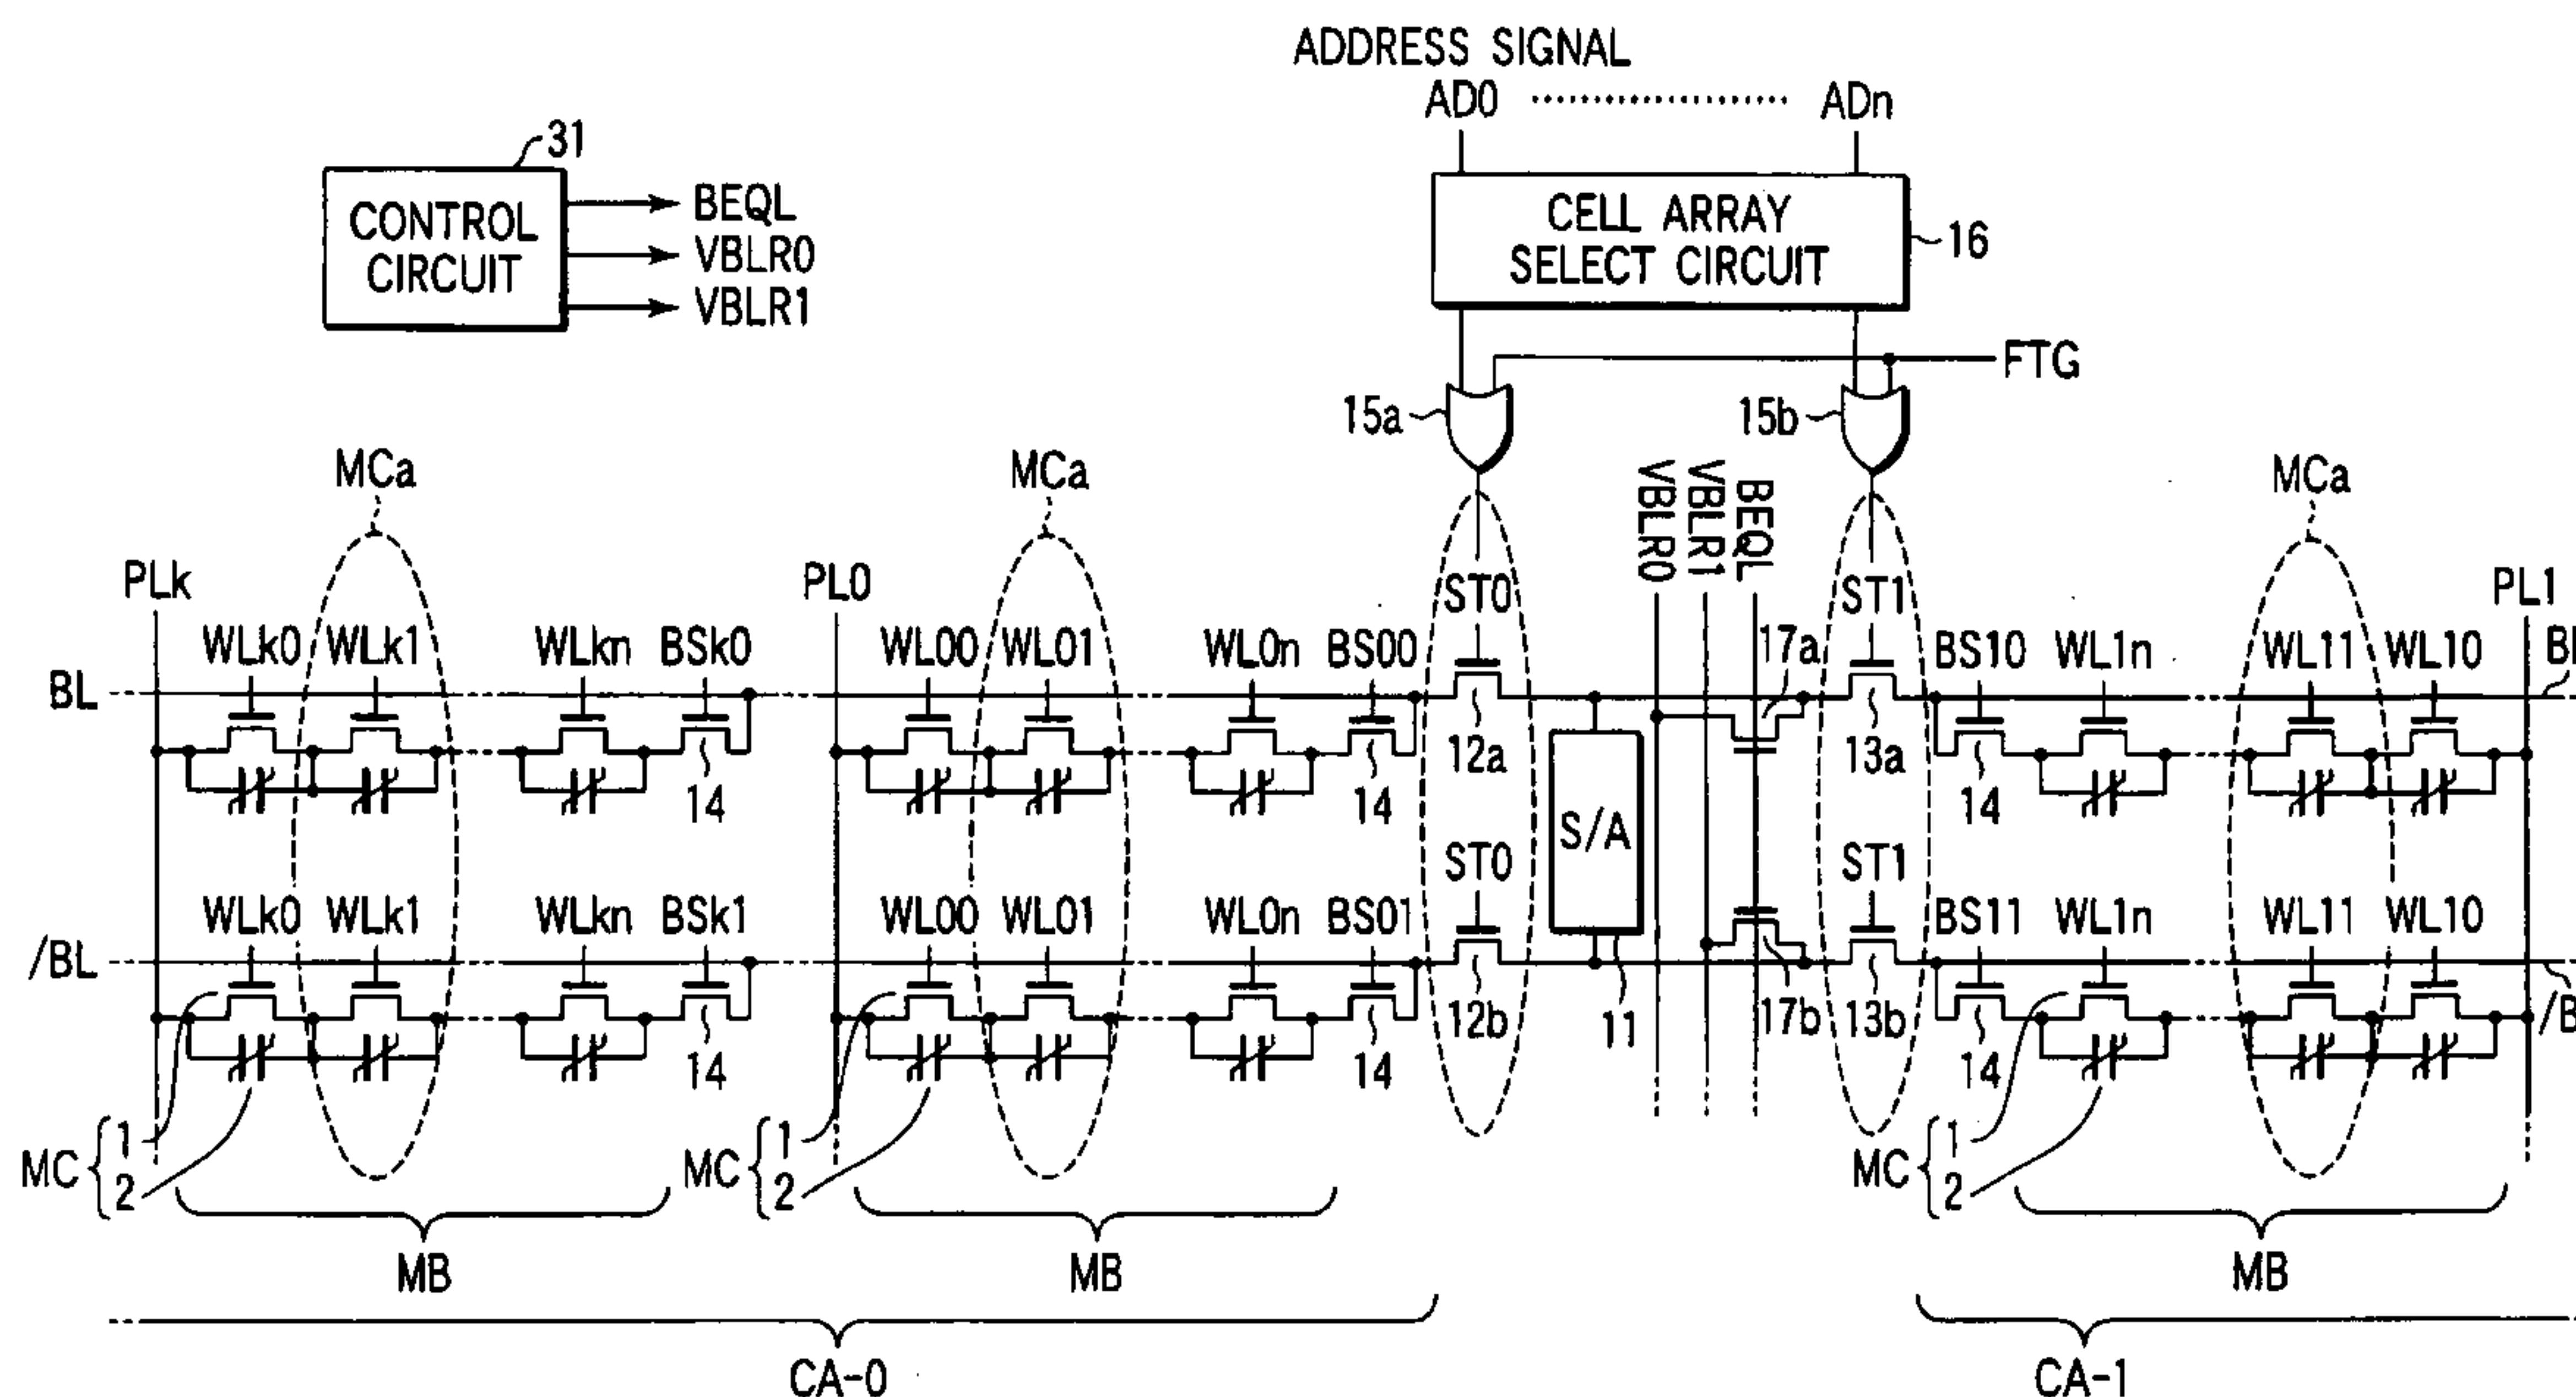 ADDRESS SIGNAL
AD0 ADn
31
CONTROL
CIRCUIT
BEQL
VBLR0
VBLR1
CELL ARRAY
SELECT CIRCUIT
16
FTG
15a 15b
MCa MCa MCa
VBLR0
VBLR1
BEQL
PLk PL0 ST0 ST1 PL1
WLk0 WLk1 WLkn BSk0 WL00 WL01 WL0n BS00 17a BS10 WL1n WL11 WL10
BL
14 14 12a 13a 14
S/A
ST0 ST1
WLk0 WLk1 WLkn BSk1 WL00 WL01 WL0n BS01 BS11 WL1n WL11 WL10
/BL
14 14 12b 11 17b 13b 14
MC { 1 2 MC { 1 2 MC { 1 2
MB MB MB
CA-0 CA-1